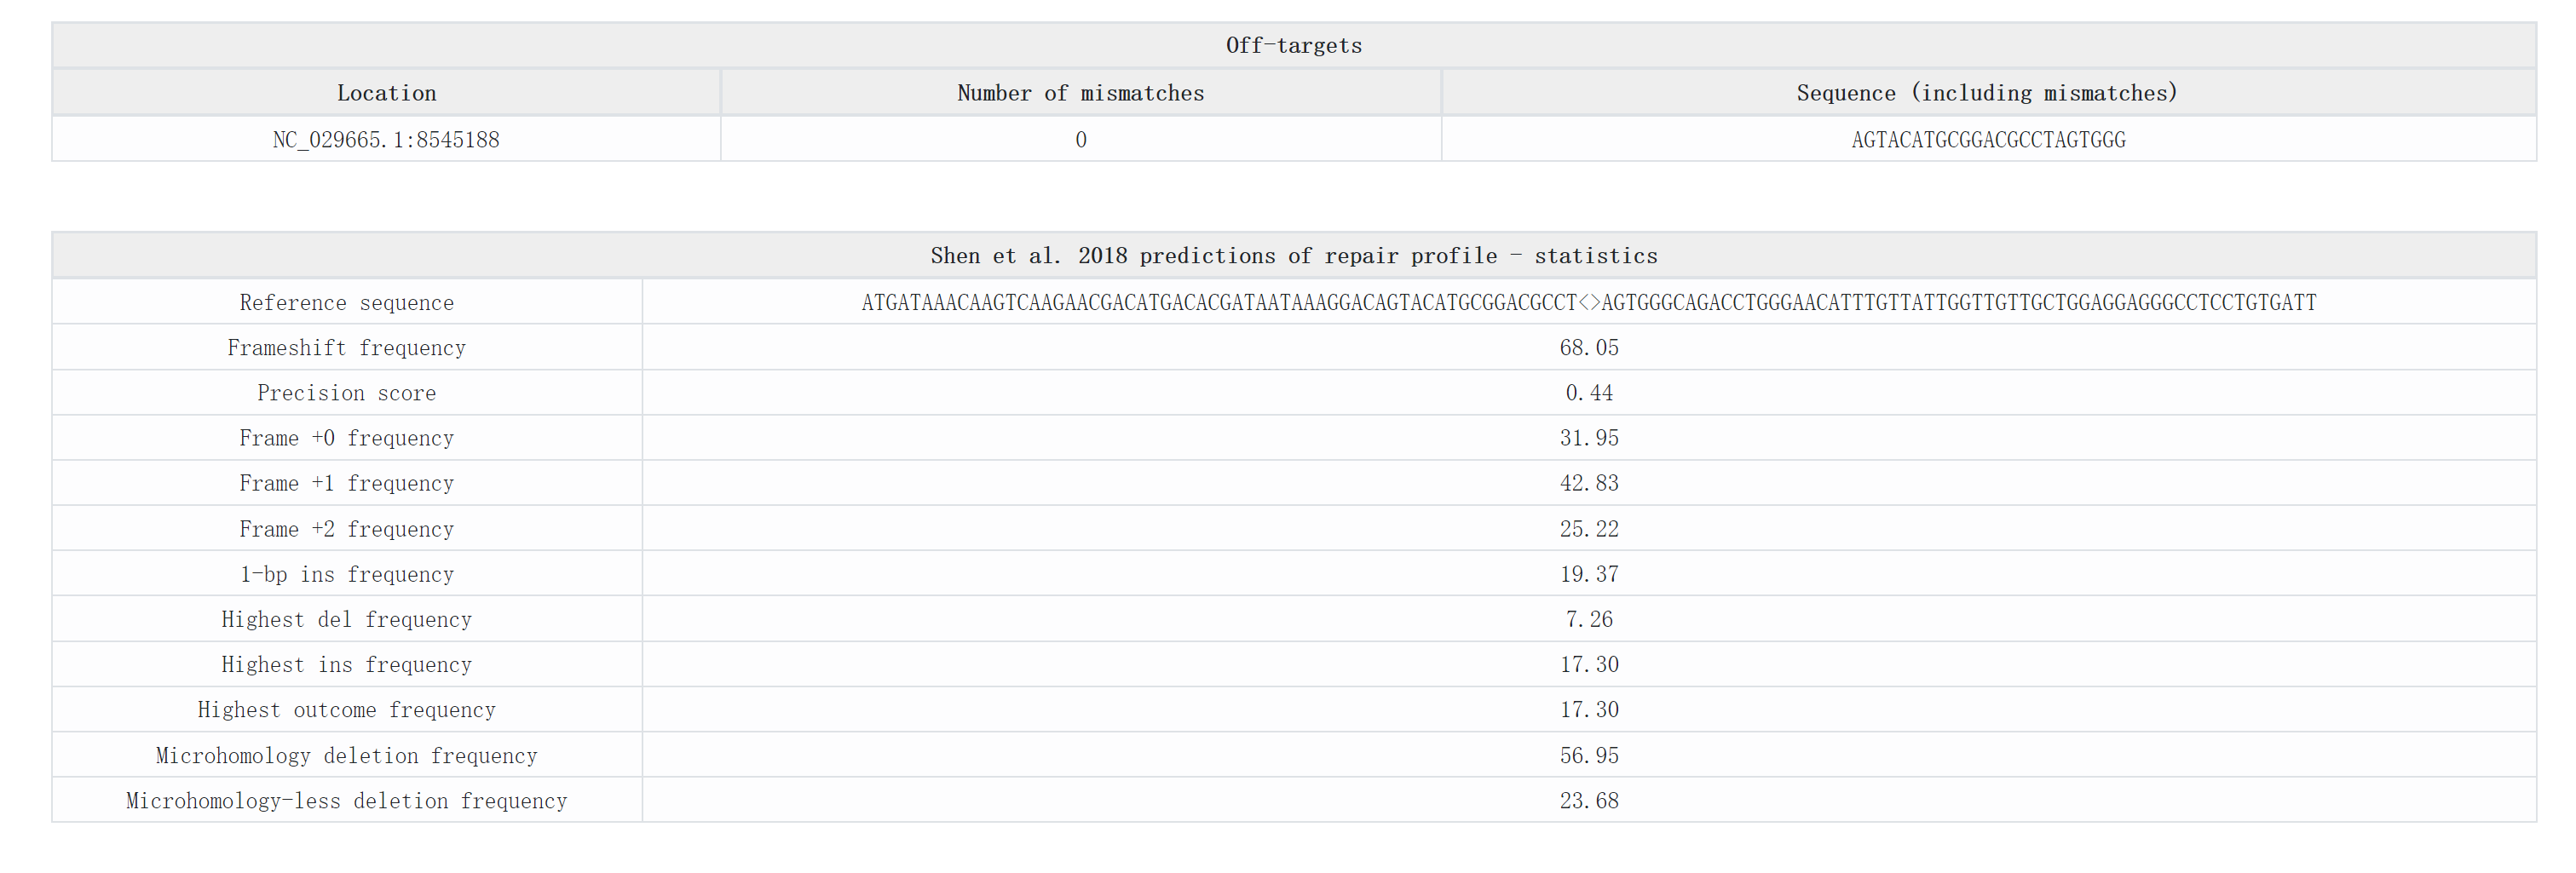 Off-targets
Location Number of mismatches Sequence (including mismatches)
NC_029665.1:8545188 0 AGTACATGCGGACGCCTAGTGGG
Shen et al. 2018 predictions of repair profile - statistics
Reference sequence ATGATAAACAAGTCAAGAACGACATGACACGATAATAAAGGACAGTACATGCGGACGCCT<>AGTGGGCAGACCTGGGAACATTTGTTATTGGTTGTTGCTGGAGGAGGGCCTCCTGTGATT
Frameshift frequency 68.05
Precision score 0.44
Frame +0 frequency 31.95
Frame +1 frequency 42.83
Frame +2 frequency 25.22
1-bp ins frequency 19.37
Highest del frequency 7.26
Highest ins frequency 17.30
Highest outcome frequency 17.30
Microhomology deletion frequency 56.95
Microhomology-less deletion frequency 23.68